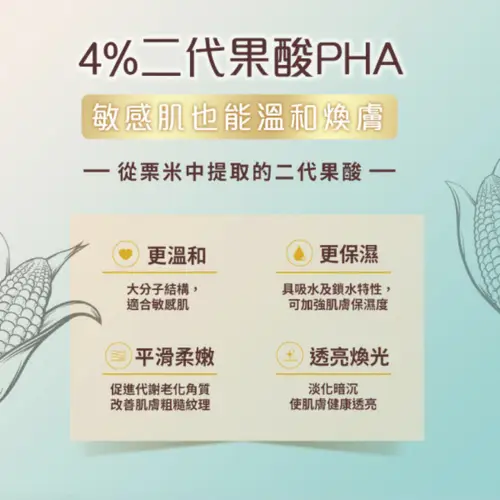 4%二代果酸PHA
敏感肌也能溫和煥膚
從栗米中提取的二代果酸
更溫和
大分子結構，
適合敏感肌
更保濕
具吸水及鎖水特性，
可加強肌膚保濕度
平滑柔嫩
促進代謝老化角質
改善肌膚粗糙紋理
透亮煥光
淡化暗沉
使肌膚健康透亮